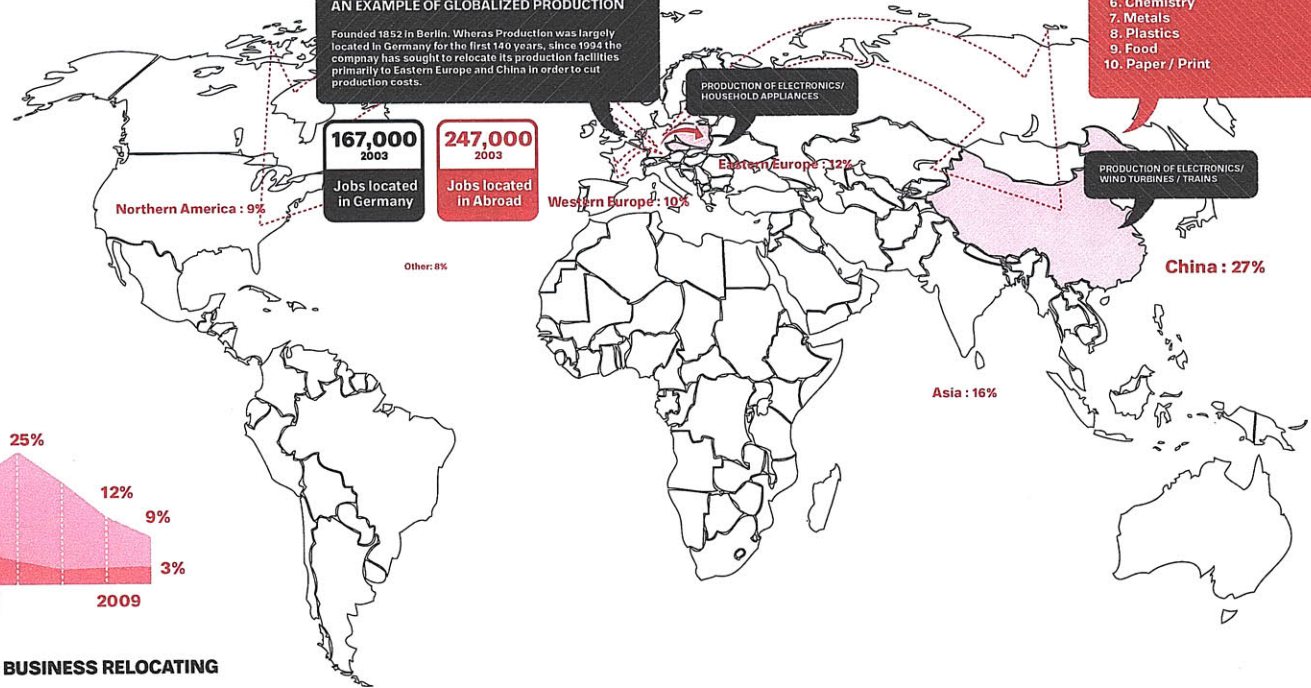 AN EXAMPLE OF GLOBALIZED PRODUCTION
Founded 1852 in Berlin. Wheras Production was largely
located in Germany for the first 140 years, since 1994 the
compnay has sought to relocate its production facilities
primarily to Eastern Europe and China in order to cut
production costs.
6. Chemistry
7. Metals
8. Plastics
9. Food
10. Paper / Print
PRODUCTION OF ELECTRONICS/
HOUSEHOLD APPLIANCES
167,000
2003
Jobs located
in Germany
247,000
2003
Jobs located
in Abroad
Eastern Europe : 12%
PRODUCTION OF ELECTRONICS/
WIND TURBINES / TRAINS
Northern America : 9%
Western Europe : 10%
Other: 8%
China : 27%
Asia : 16%
25%
12%
9%
3%
2009
BUSINESS RELOCATING